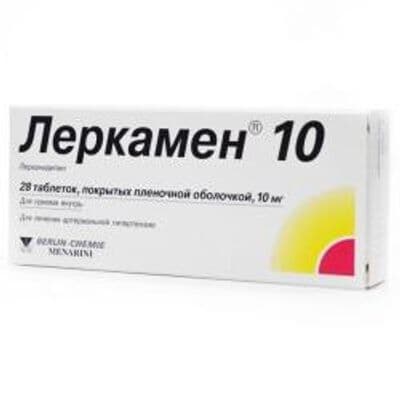 Леркамен® 10
Лерканидипин
28 таблеток, покрытых пленочной оболочкой, 10 мг
Для приема внутрь
Для лечения артериальной гипертензии
BERLIN-CHEMIE
MENARINI